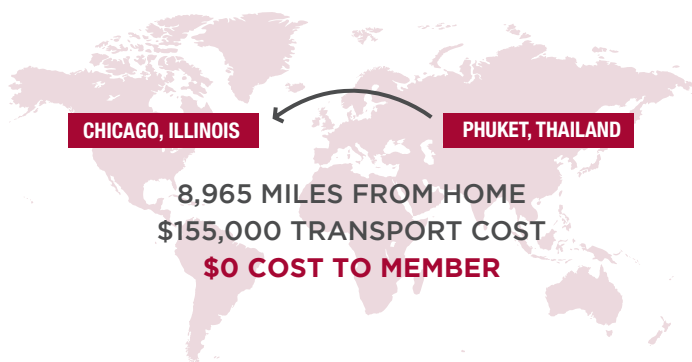 CHICAGO, ILLINOIS
PHUKET, THAILAND
8,965 MILES FROM HOME
$155,000 TRANSPORT COST
$0 COST TO MEMBER